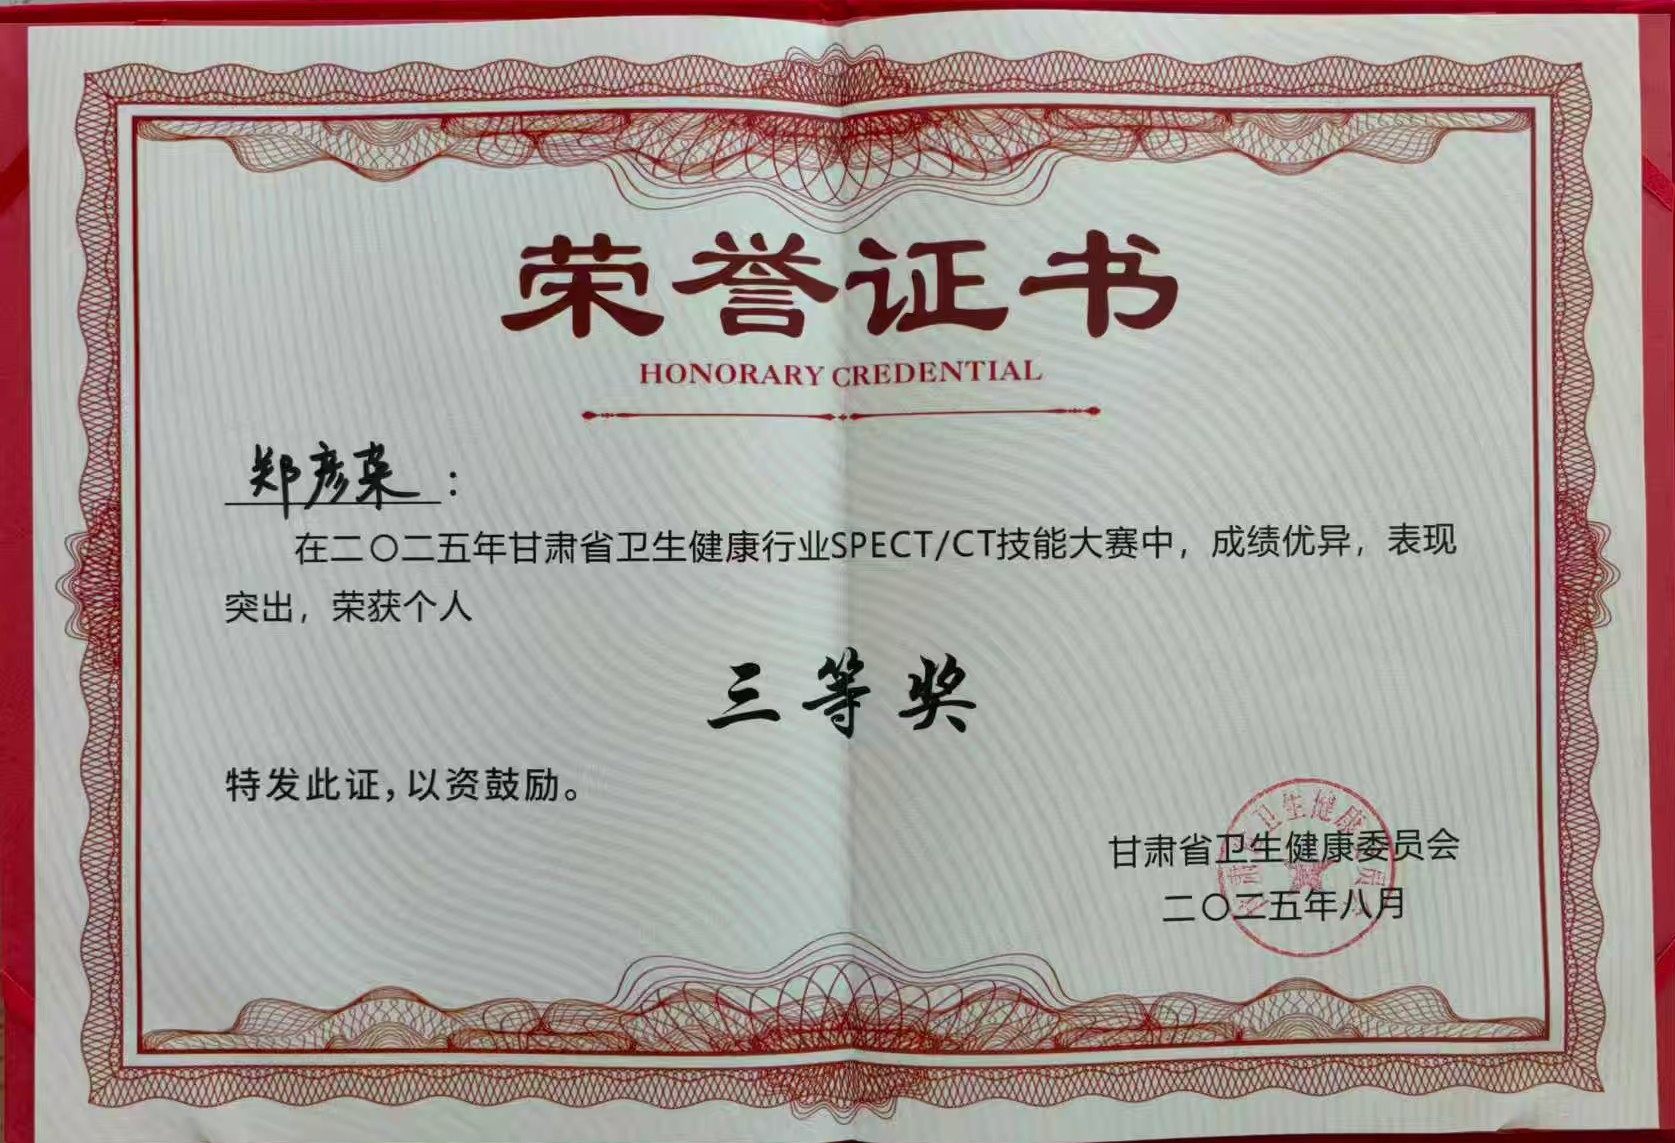 荣誉证书
HONORARY CREDENTIAL
郑彦荣：
在二〇二五年甘肃省卫生健康行业SPECT/CT技能大赛中，成绩优异，表现
突出，荣获个人
三等奖
特发此证，以资鼓励。
甘肃省卫生健康委员会
二〇二五年八月